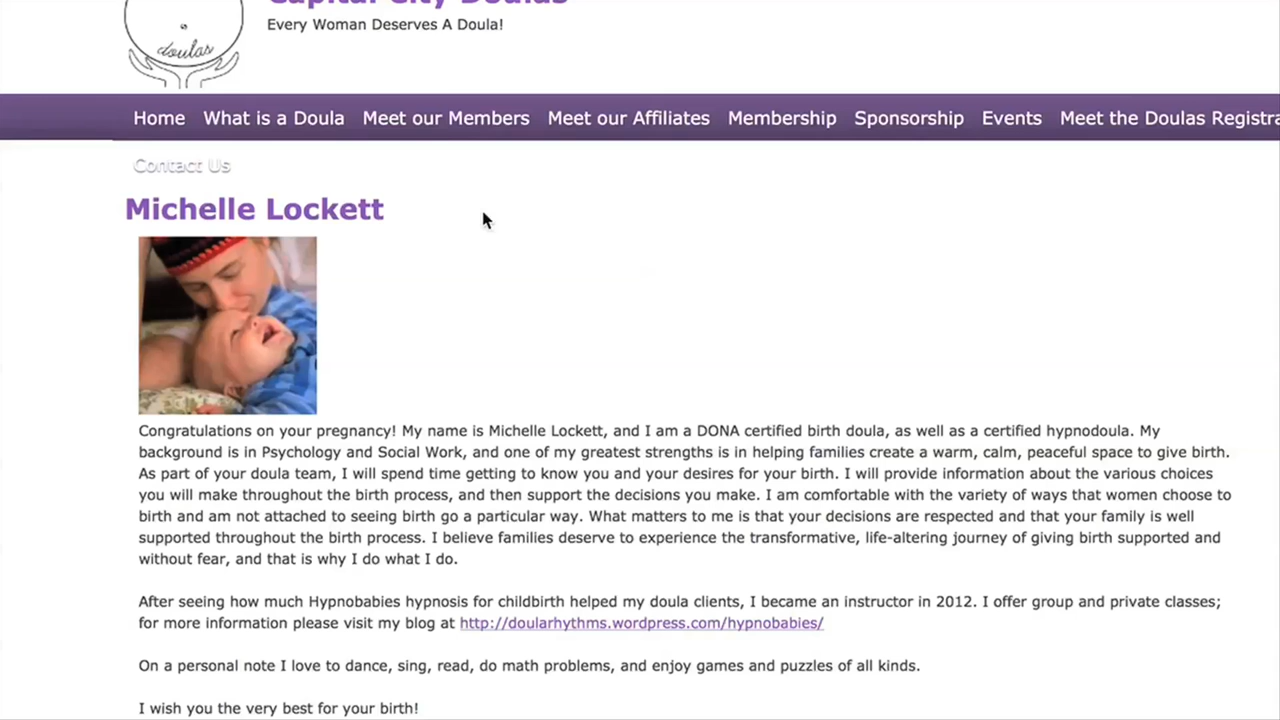 Capital City Doulas
Every Woman Deserves A Doula!
doulas
Home What is a Doula Meet our Members Meet our Affiliates Membership Sponsorship Events Meet the Doulas Registra
Contact Us
Michelle Lockett
Congratulations on your pregnancy! My name is Michelle Lockett, and I am a DONA certified birth doula, as well as a certified hypnodoula. My
background is in Psychology and Social Work, and one of my greatest strengths is in helping families create a warm, calm, peaceful space to give birth.
As part of your doula team, I will spend time getting to know you and your desires for your birth. I will provide information about the various choices
you will make throughout the birth process, and then support the decisions you make. I am comfortable with the variety of ways that women choose to
birth and am not attached to seeing birth go a particular way. What matters to me is that your decisions are respected and that your family is well
supported throughout the birth process. I believe families deserve to experience the transformative, life-altering journey of giving birth supported and
without fear, and that is why I do what I do.
After seeing how much Hypnobabies hypnosis for childbirth helped my doula clients, I became an instructor in 2012. I offer group and private classes;
for more information please visit my blog at http://doularhythms.wordpress.com/hypnobabies/
On a personal note I love to dance, sing, read, do math problems, and enjoy games and puzzles of all kinds.
I wish you the very best for your birth!